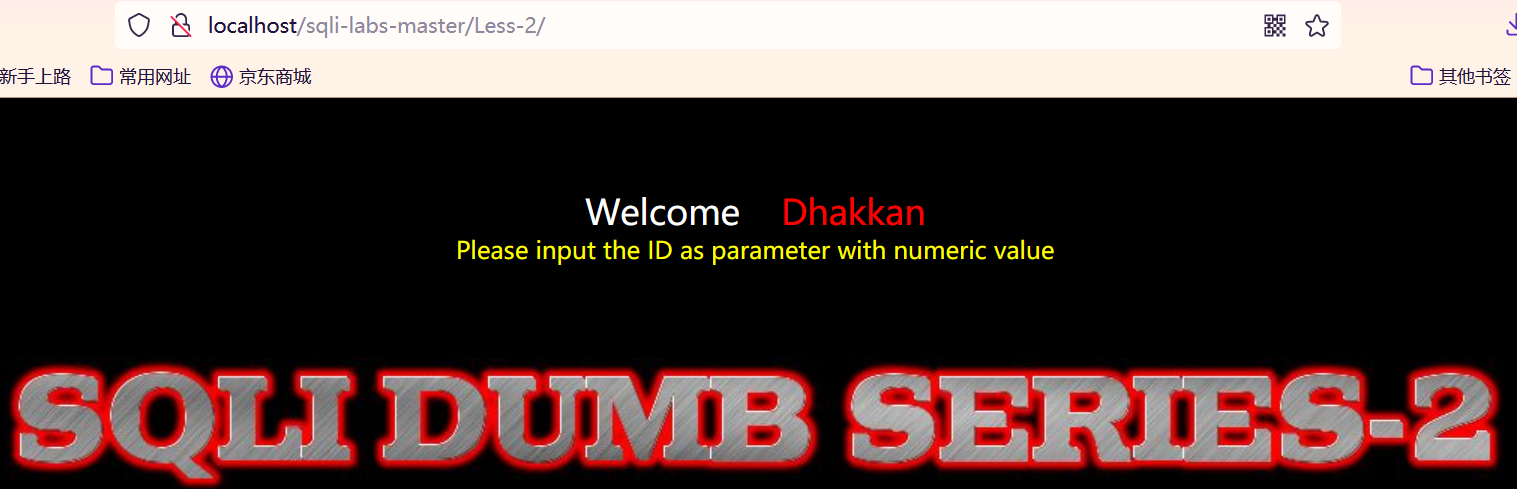 localhost/sqli-labs-master/Less-2/
新手上路 常用网址 京东商城 其他书签
Welcome Dhakkan
Please input the ID as parameter with numeric value
SQLI DUMB SERIES-2